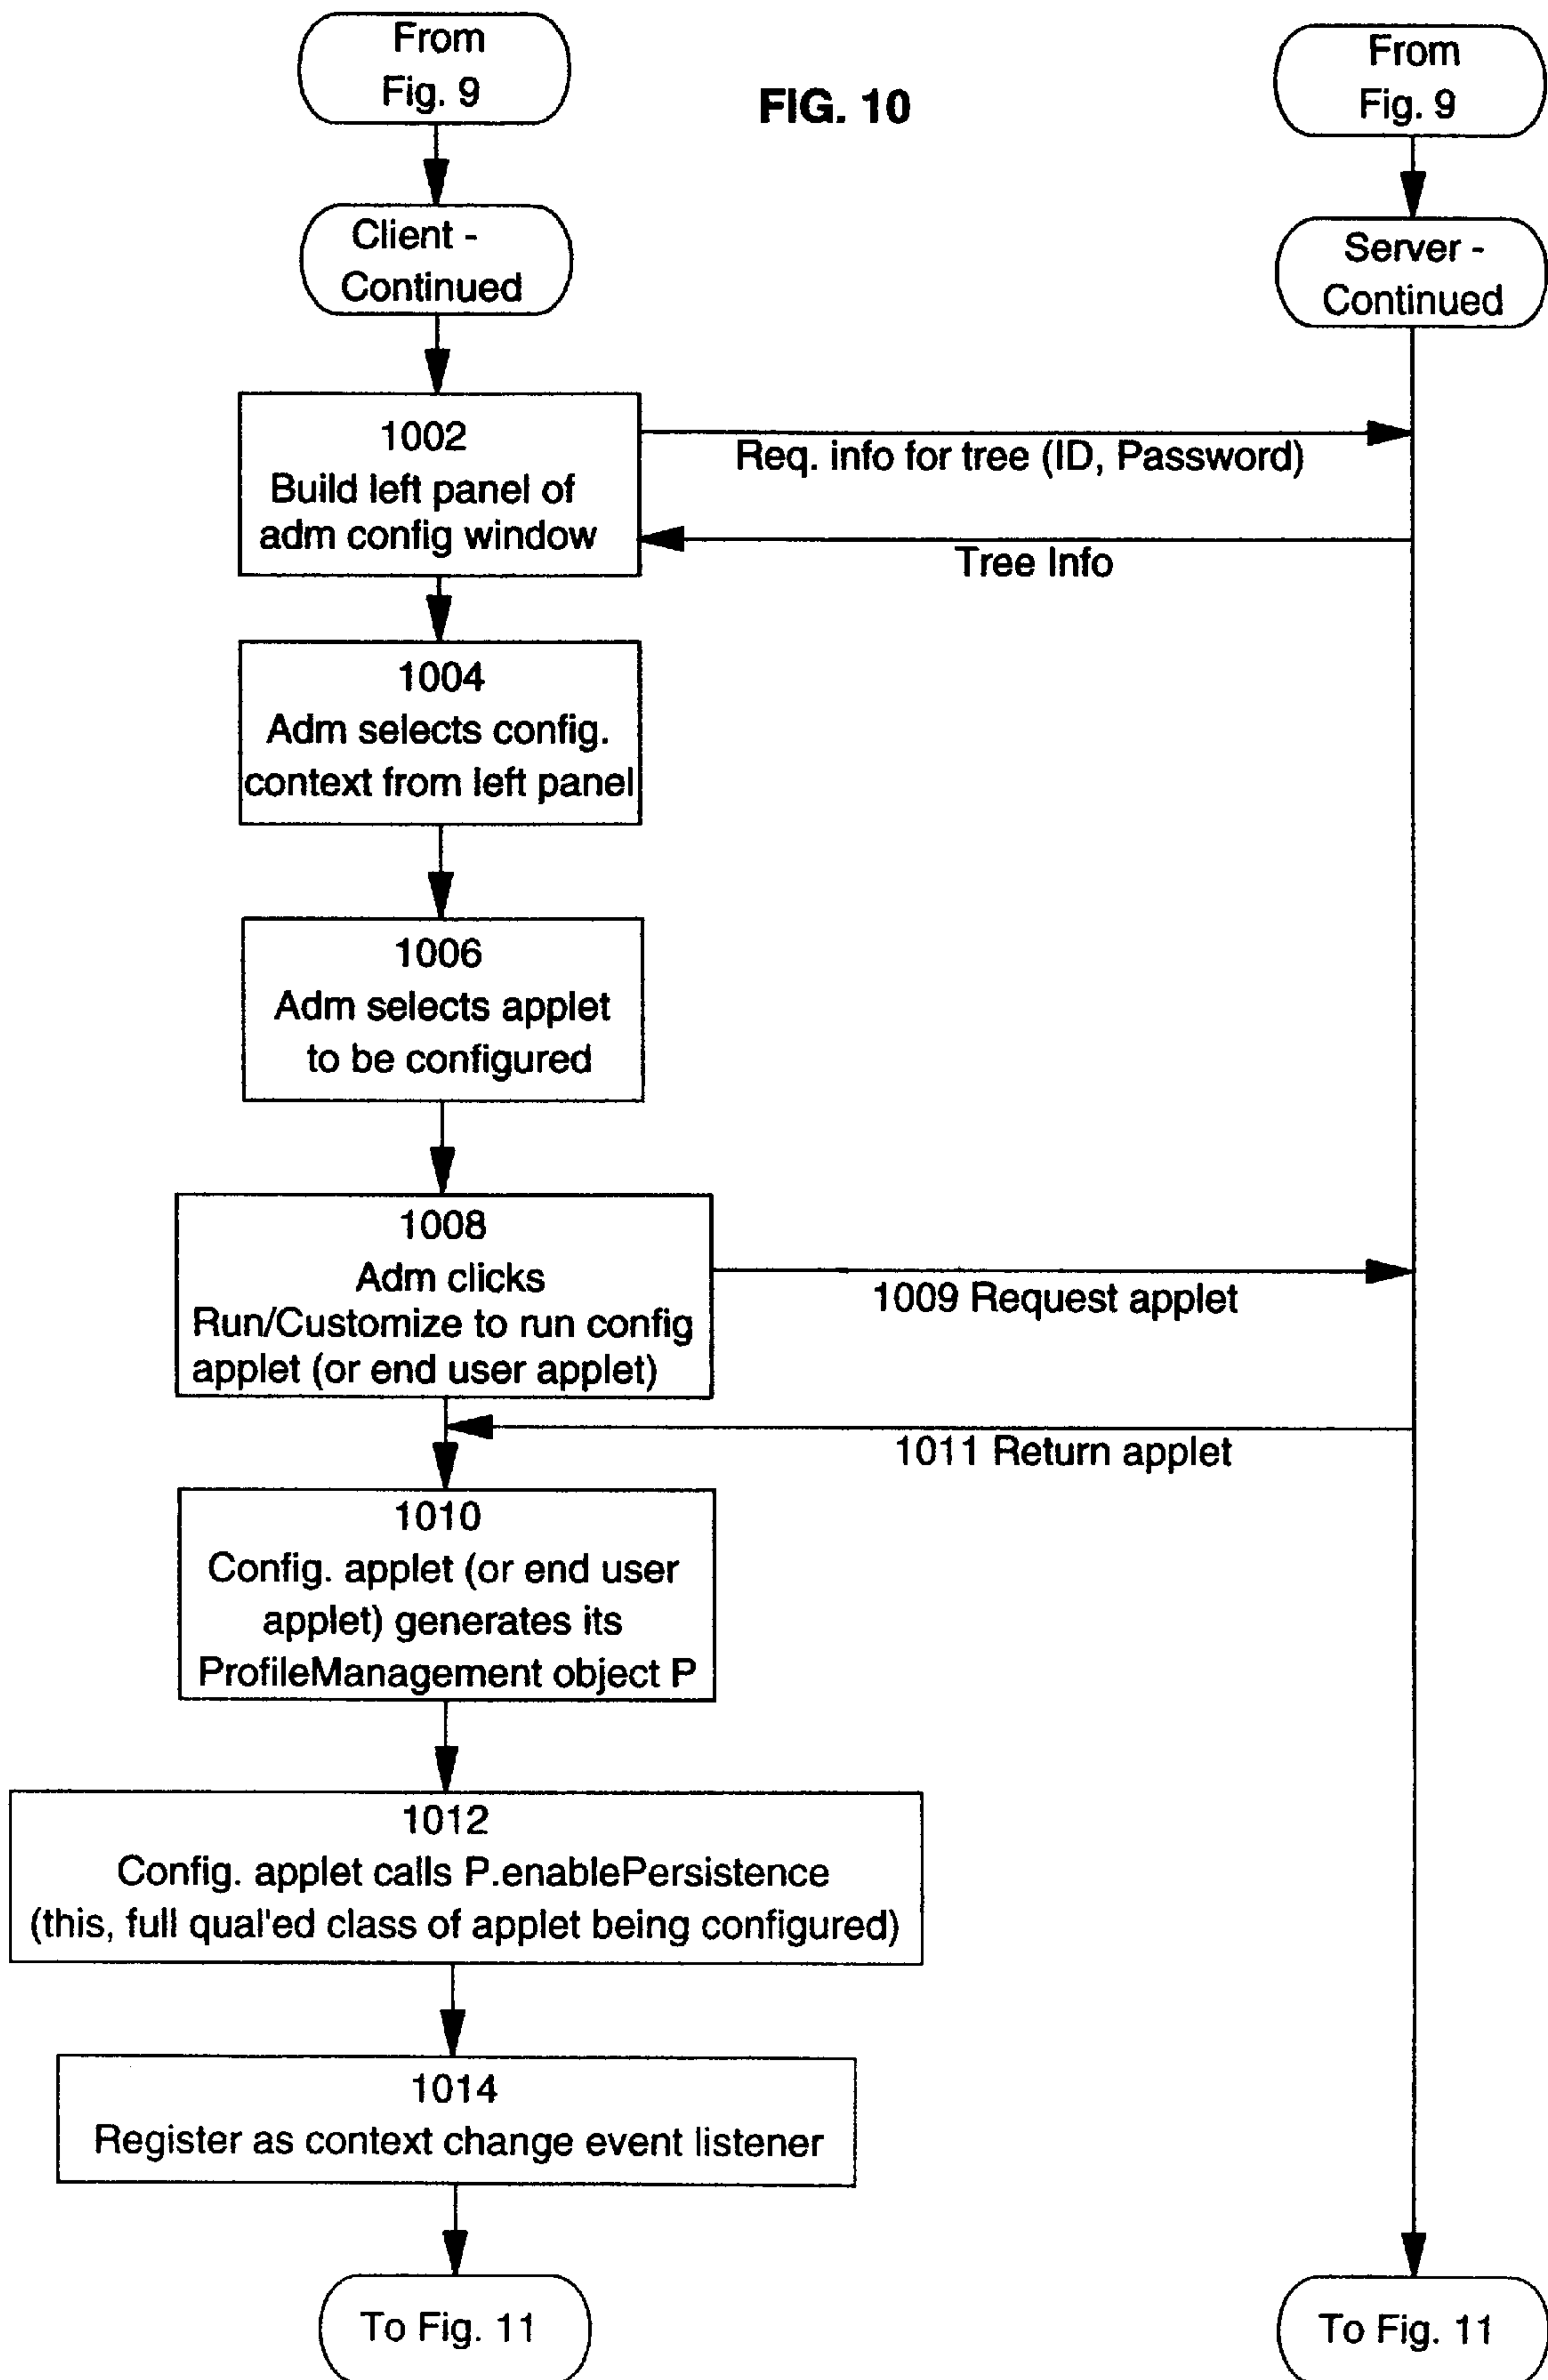 From
Fig. 9
FIG. 10
From
Fig. 9
Client -
Continued
Server -
Continued
1002
Build left panel of
adm config window
Req. info for tree (ID, Password)
Tree Info
1004
Adm selects config.
context from left panel
1006
Adm selects applet
to be configured
1008
Adm clicks
Run/Customize to run config
applet (or end user applet)
1009 Request applet
1011 Return applet
1010
Config. applet (or end user
applet) generates its
ProfileManagement object P
1012
Config. applet calls P.enablePersistence
(this, full qual'ed class of applet being configured)
1014
Register as context change event listener
To Fig. 11
To Fig. 11